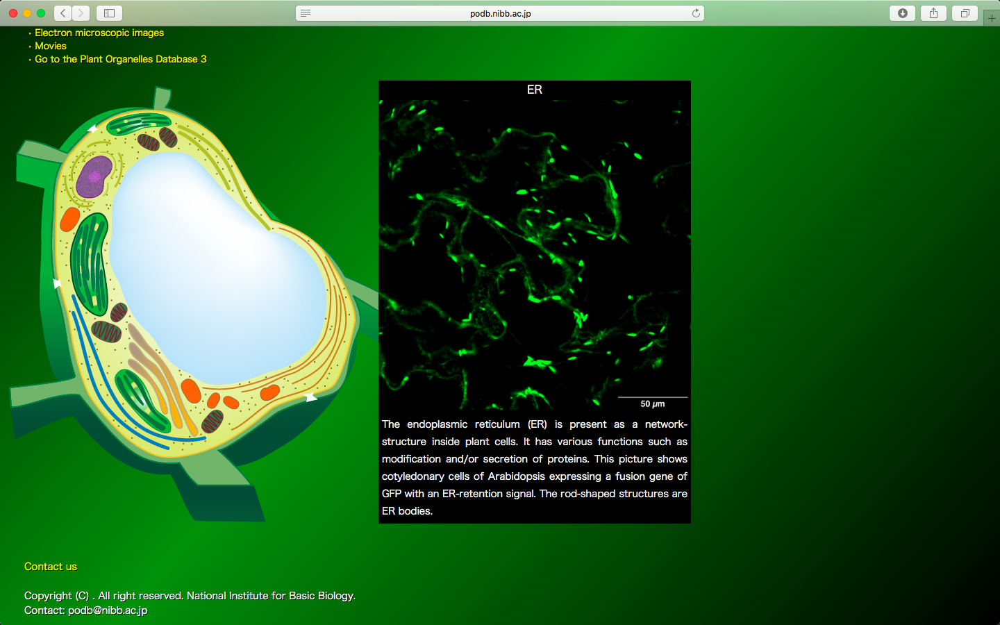 podb.nibb.ac.jp
・Electron microscopic images
・Movies
・Go to the Plant Organelles Database 3
ER
50 µm
The endoplasmic reticulum (ER) is present as a network-
structure inside plant cells. It has various functions such as
modification and/or secretion of proteins. This picture shows
cotyledonary cells of Arabidopsis expressing a fusion gene of
GFP with an ER-retention signal. The rod-shaped structures are
ER bodies.
Contact us
Copyright (C) . All right reserved. National Institute for Basic Biology.
Contact: podb@nibb.ac.jp